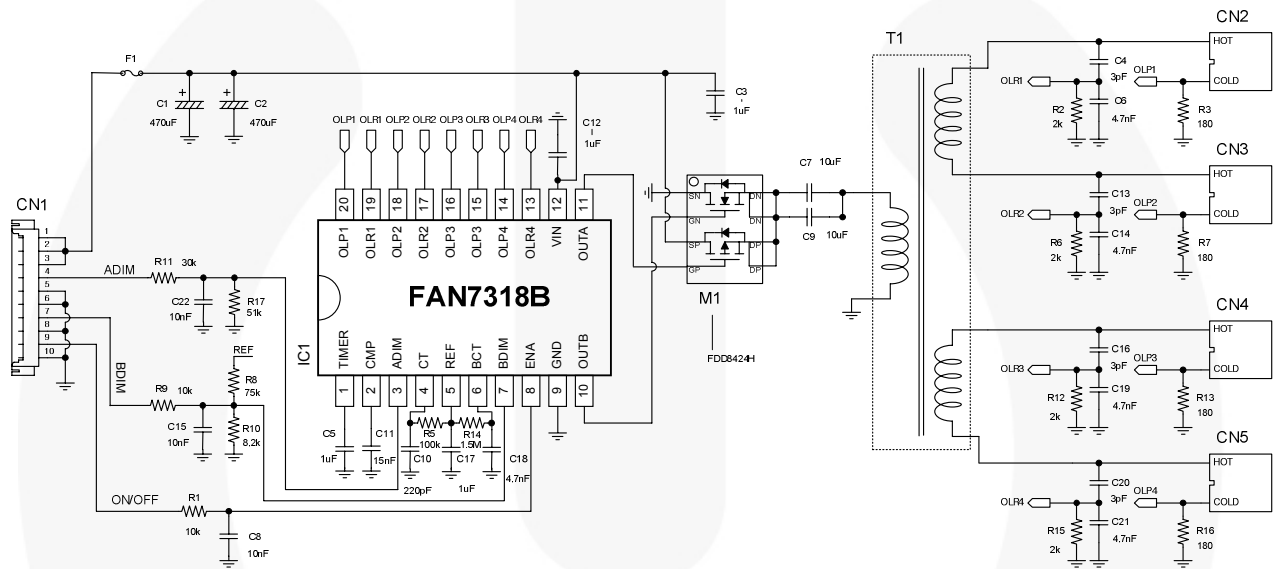 CN2
T1
HOT
F1
C4
3pF
OLR1
OLP1
COLD
C3
1uF
C1
470uF
C2
470uF
R2
2k
C6
4.7nF
R3
180
OLP1 OLR1 OLP2 OLR2 OLP3 OLR3 OLP4 OLR4
C12
1uF
CN3
C7 10uF
HOT
CN1
20 19 18 17 16 15 14 13 12 11
SN DN
GN DN
SP DP
GP DP
C9 10uF
C13
3pF
OLR2
OLP2
COLD
1
2
3
4
5
6
7
8
9
10
OLP1 OLR1 OLP2 OLR2 OLP3 OLR3 OLP4 OLR4 VIN OUTA
R6
2k
C14
4.7nF
R7
180
ADIM
R11 30k
C22
10nF
R17
51k
FAN7318B
M1
FDD8424H
CN4
HOT
IC1
TIMER CMP ADIM CT REF BCT BDIM ENA GND OUTB
1 2 3 4 5 6 7 8 9 10
REF
R8
75k
BDIM
R9 10k
C15
10nF
R10
8.2k
C16
3pF
OLR3
OLP3
COLD
R12
2k
C19
4.7nF
R13
180
C5
1uF
C11
15nF
R5
100k
R14
1.5M
C10
220pF
C17
1uF
C18
4.7nF
CN5
HOT
C20
3pF
OLR4
OLP4
COLD
ON/OFF
R1
10k
C8
10nF
R15
2k
C21
4.7nF
R16
180